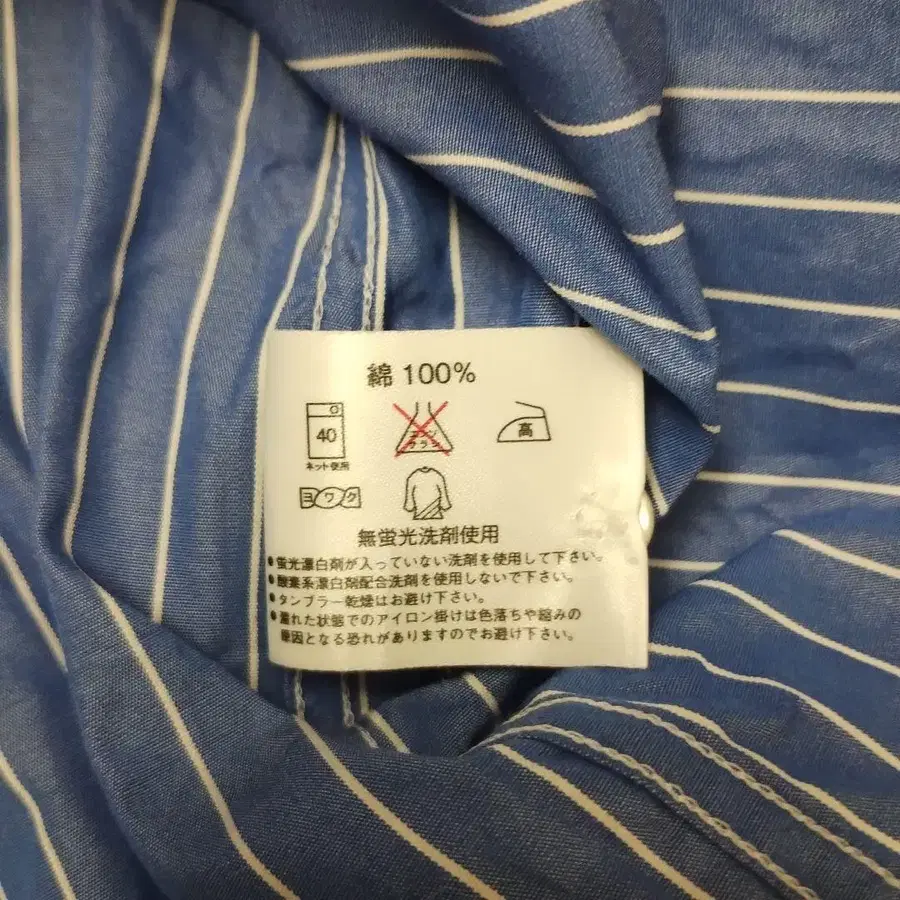 綿 100%
40
ネット使用
エンソ
サラシ
高
ヨワク
無蛍光洗剤使用
●蛍光漂白剤が入っていない洗剤を使用して下さい。
●酸素系漂白剤配合洗剤を使用しないで下さい。
●タンブラー乾燥はお避け下さい。
●濡れた状態でのアイロン掛けは色落ちや縮みの
原因となる恐れがありますのでお避け下さい。